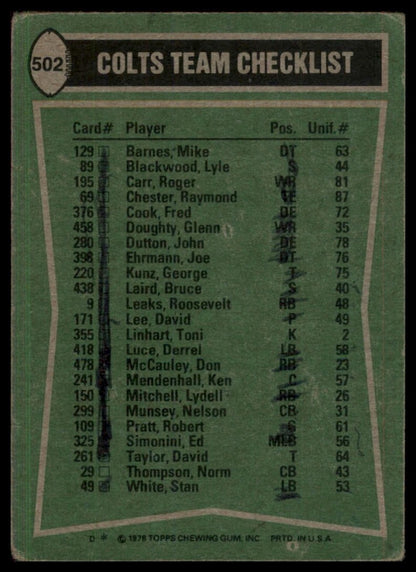 502 COLTS TEAM CHECKLIST
Card# Player Pos. Unif. #
129 Barnes, Mike DT 63
89 Blackwood, Lyle S 44
195 Carr, Roger WR 81
69 Chester, Raymond TE 87
376 Cook, Fred DE 72
458 Doughty, Glenn WR 35
280 Dutton, John DE 78
398 Ehrmann, Joe DT 76
220 Kunz, George T 75
438 Laird, Bruce S 40
9 Leaks, Roosevelt RB 48
171 Lee, David P 49
355 Linhart, Toni K 2
418 Luce, Derrel LB 58
478 McCauley, Don RB 23
241 Mendenhall, Ken C 57
150 Mitchell, Lydell RB 26
299 Munsey, Nelson CB 31
109 Pratt, Robert G 61
325 Simonini, Ed MLB 56
261 Taylor, David T 64
29 Thompson, Norm CB 43
49 White, Stan LB 53
D * © 1978 TOPPS CHEWING GUM, INC. PRTD. IN U.S.A.